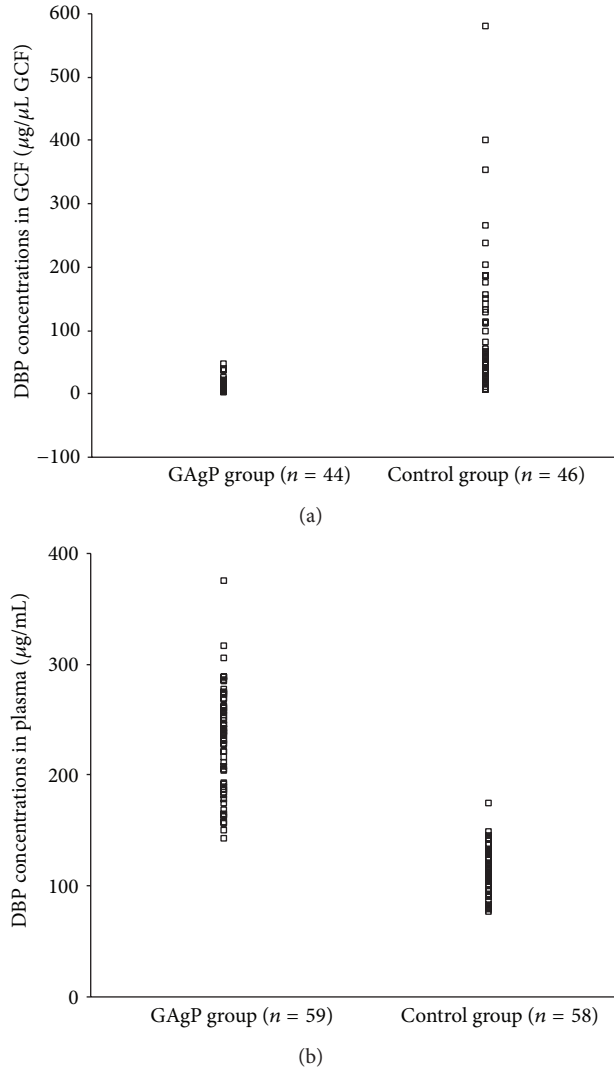 600
500
400
300
200
100
0
−100
DBP concentrations in GCF (μg/μL GCF)
GAgP group (n = 44) Control group (n = 46)
(a)
400
300
200
100
0
DBP concentrations in plasma (μg/mL)
GAgP group (n = 59) Control group (n = 58)
(b)